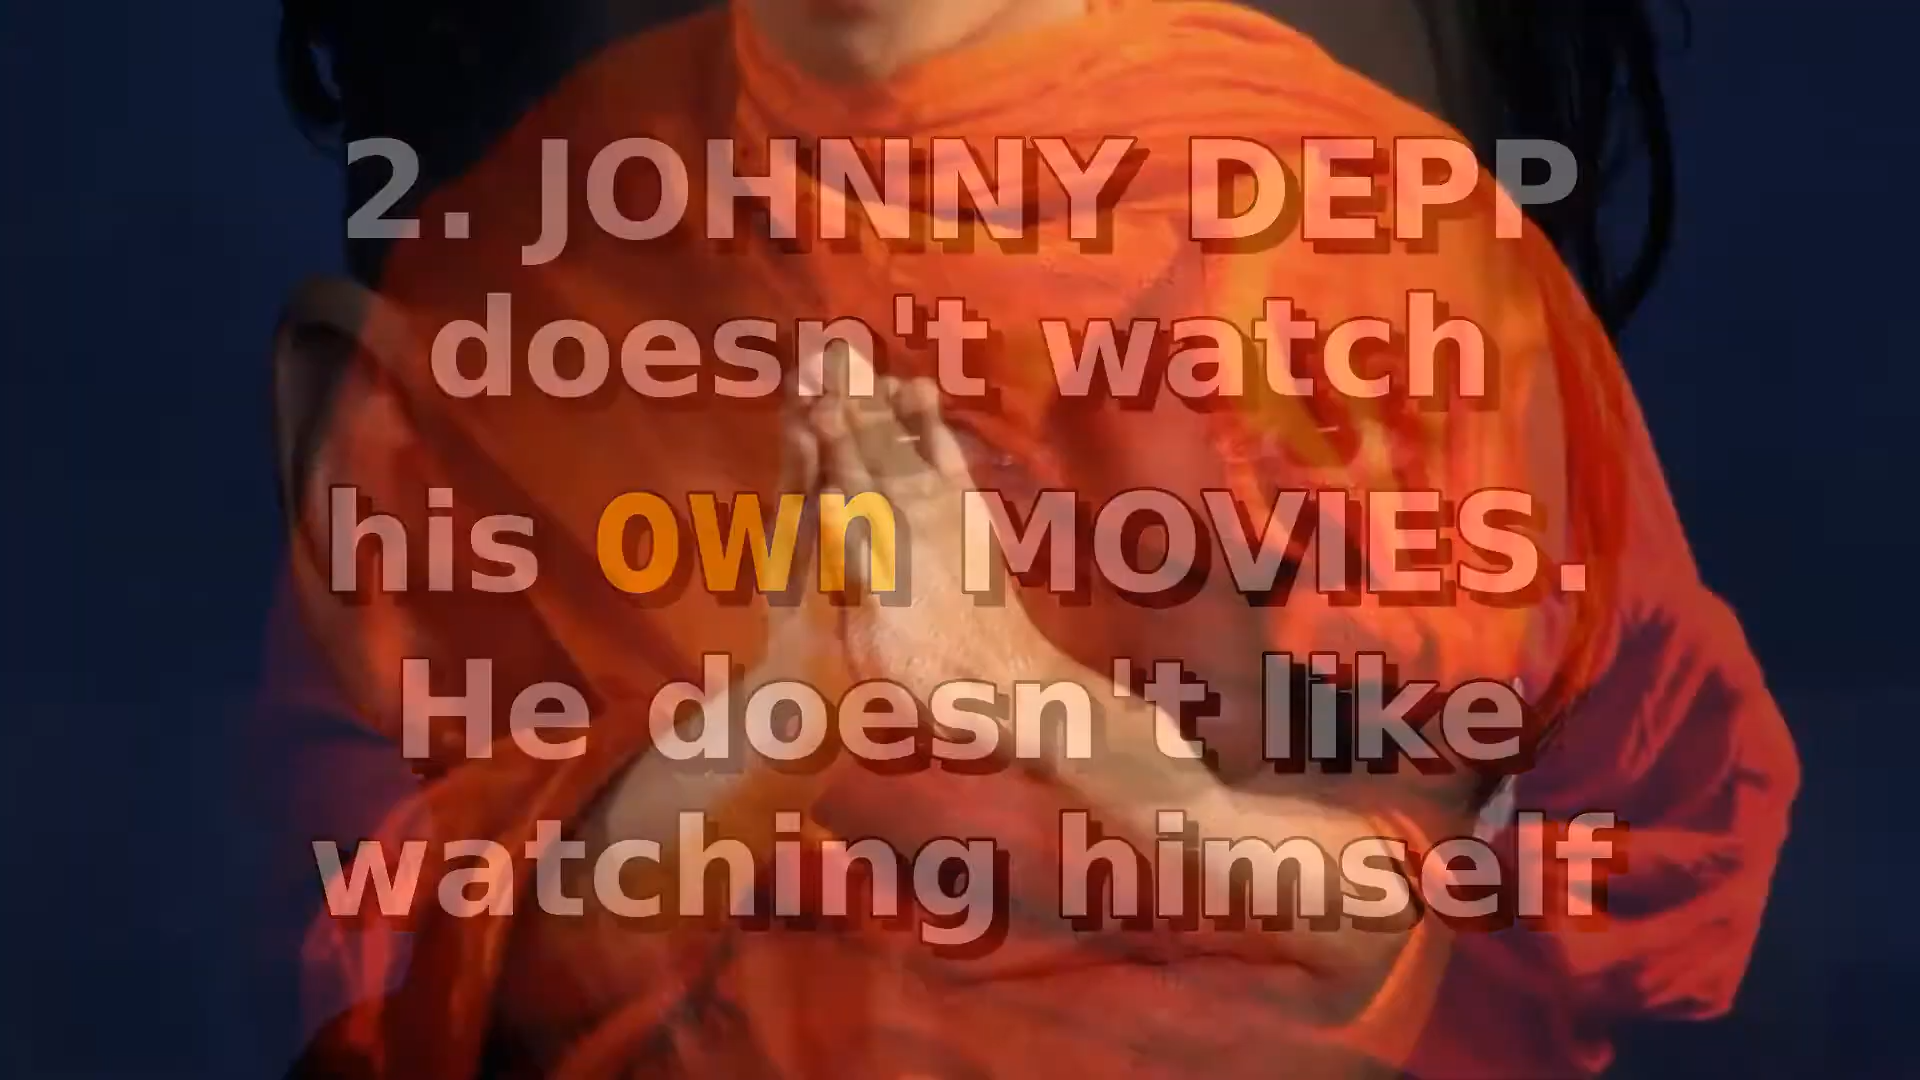 2. JOHNNY DEPP
doesn't watch
his own MOVIES.
He doesn't like
watching himself